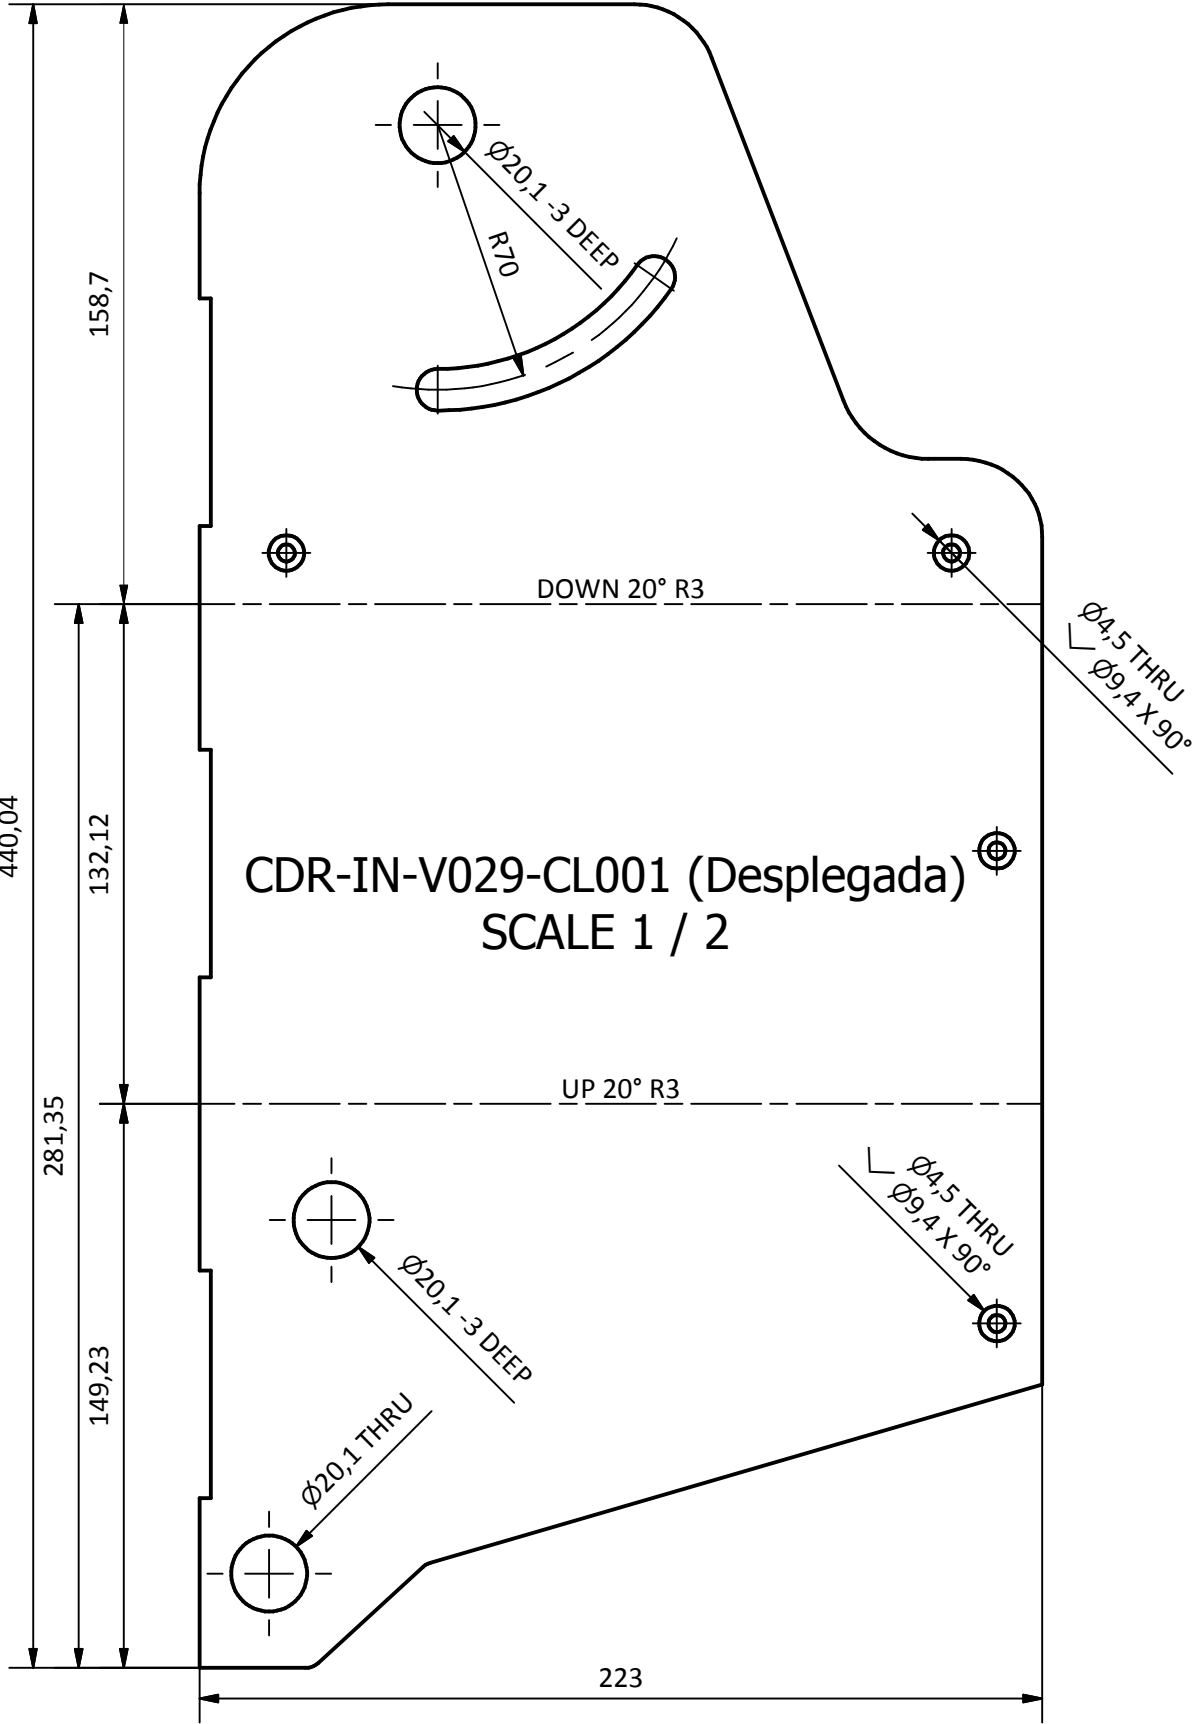 Ø20,1 -3 DEEP
R70
158,7
DOWN 20° R3
Ø4,5 THRU
Ø9,4 X 90°
440,04
132,12
CDR-IN-V029-CL001 (Desplegada)
SCALE 1 / 2
281,35
UP 20° R3
Ø4,5 THRU
Ø9,4 X 90°
Ø20,1 -3 DEEP
149,23
Ø20,1 THRU
223